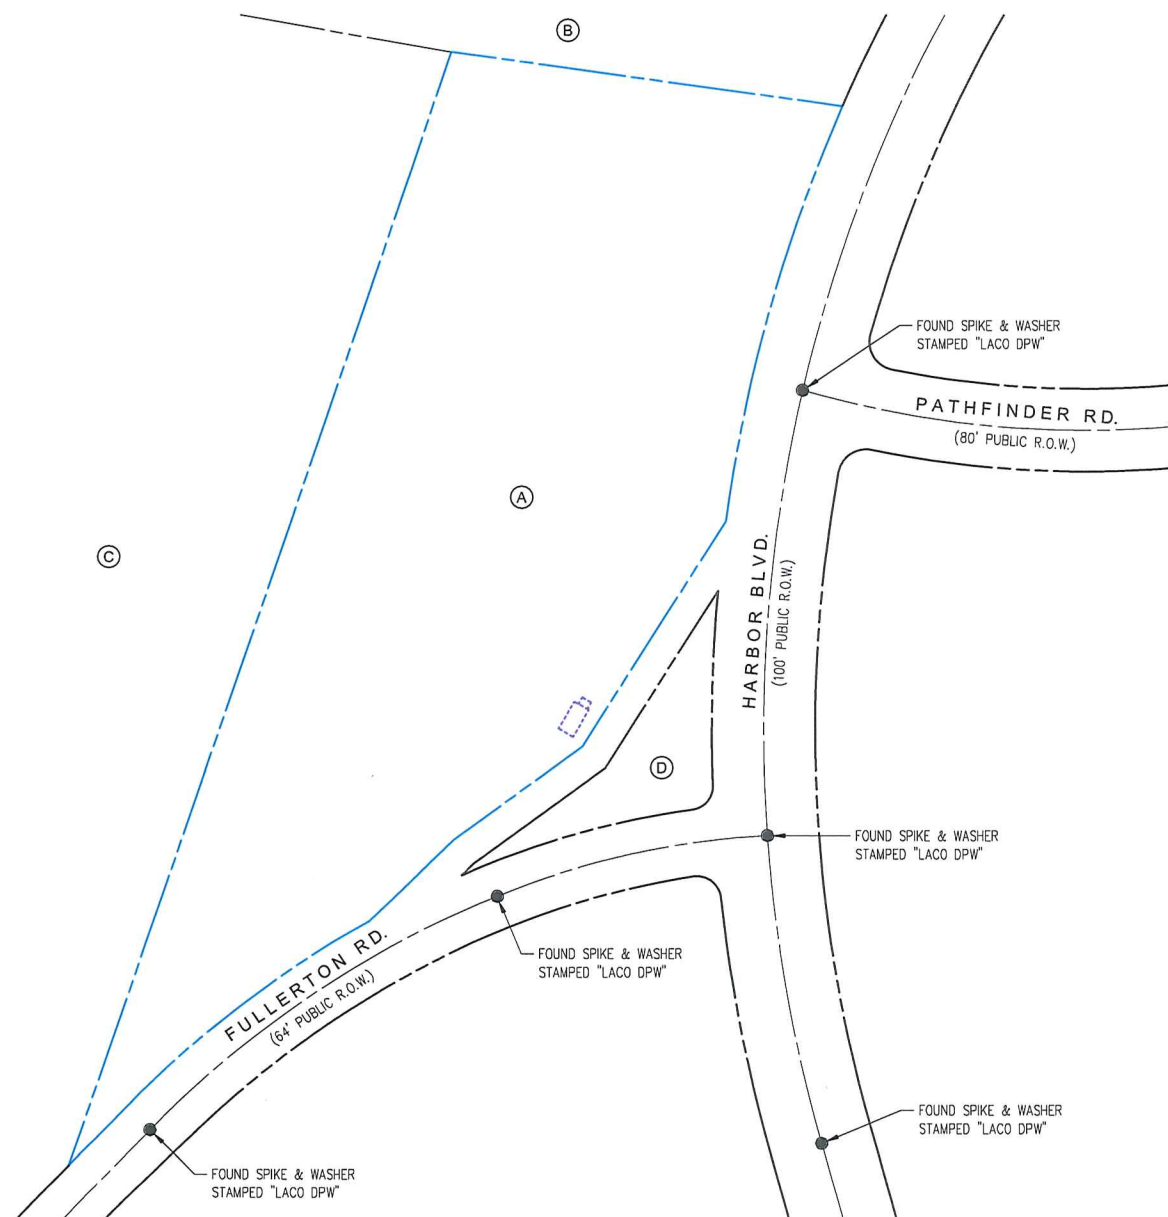 B
FOUND SPIKE & WASHER
STAMPED "LACO DPW"
PATHFINDER RD.
(80' PUBLIC R.O.W.)
A
C
HARBOR BLVD.
(100' PUBLIC R.O.W.)
D
FOUND SPIKE & WASHER
STAMPED "LACO DPW"
FOUND SPIKE & WASHER
STAMPED "LACO DPW"
FULLERTON RD.
(64' PUBLIC R.O.W.)
FOUND SPIKE & WASHER
STAMPED "LACO DPW"
FOUND SPIKE & WASHER
STAMPED "LACO DPW"